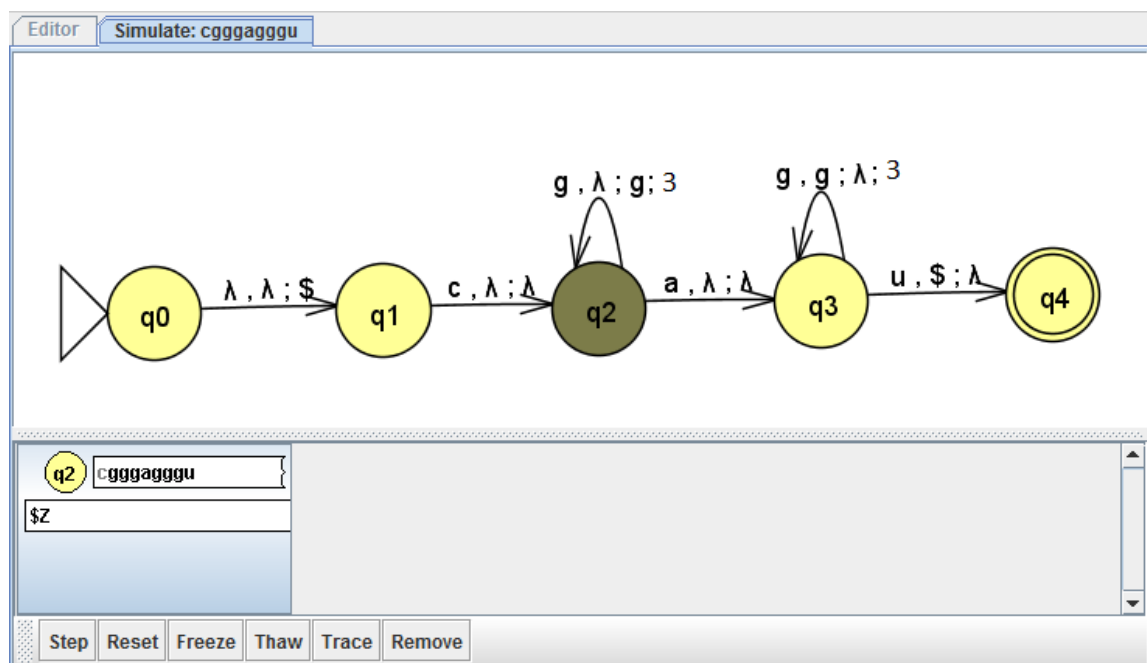 Editor Simulate: cgggagggu
g , λ ; g; 3 g , g ; λ; 3
λ , λ ; $ c , λ ; λ a , λ ; λ u , $ ; λ
q0 q1 q2 q3 q4
q2 cgggagggu
$Z
Step Reset Freeze Thaw Trace Remove